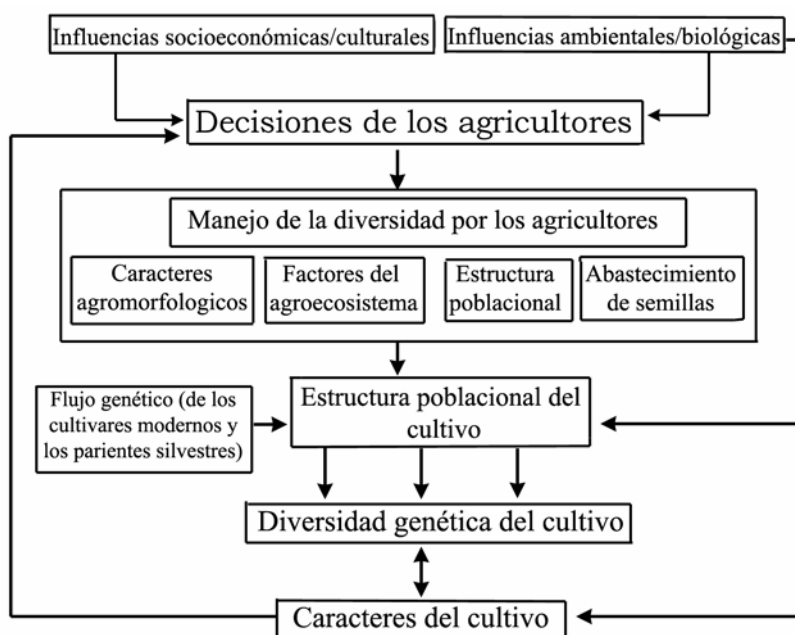 Influencias socioeconómicas/culturales
Influencias ambientales/biológicas
Decisiones de los agricultores
Manejo de la diversidad por los agricultores
Caracteres
agromorfologicos
Factores del
agroecosistema
Estructura
poblacional
Abastecimiento
de semillas
Flujo genético (de los
cultivares modernos y
los parientes silvestres)
Estructura poblacional del
cultivo
Diversidad genética del cultivo
Caracteres del cultivo